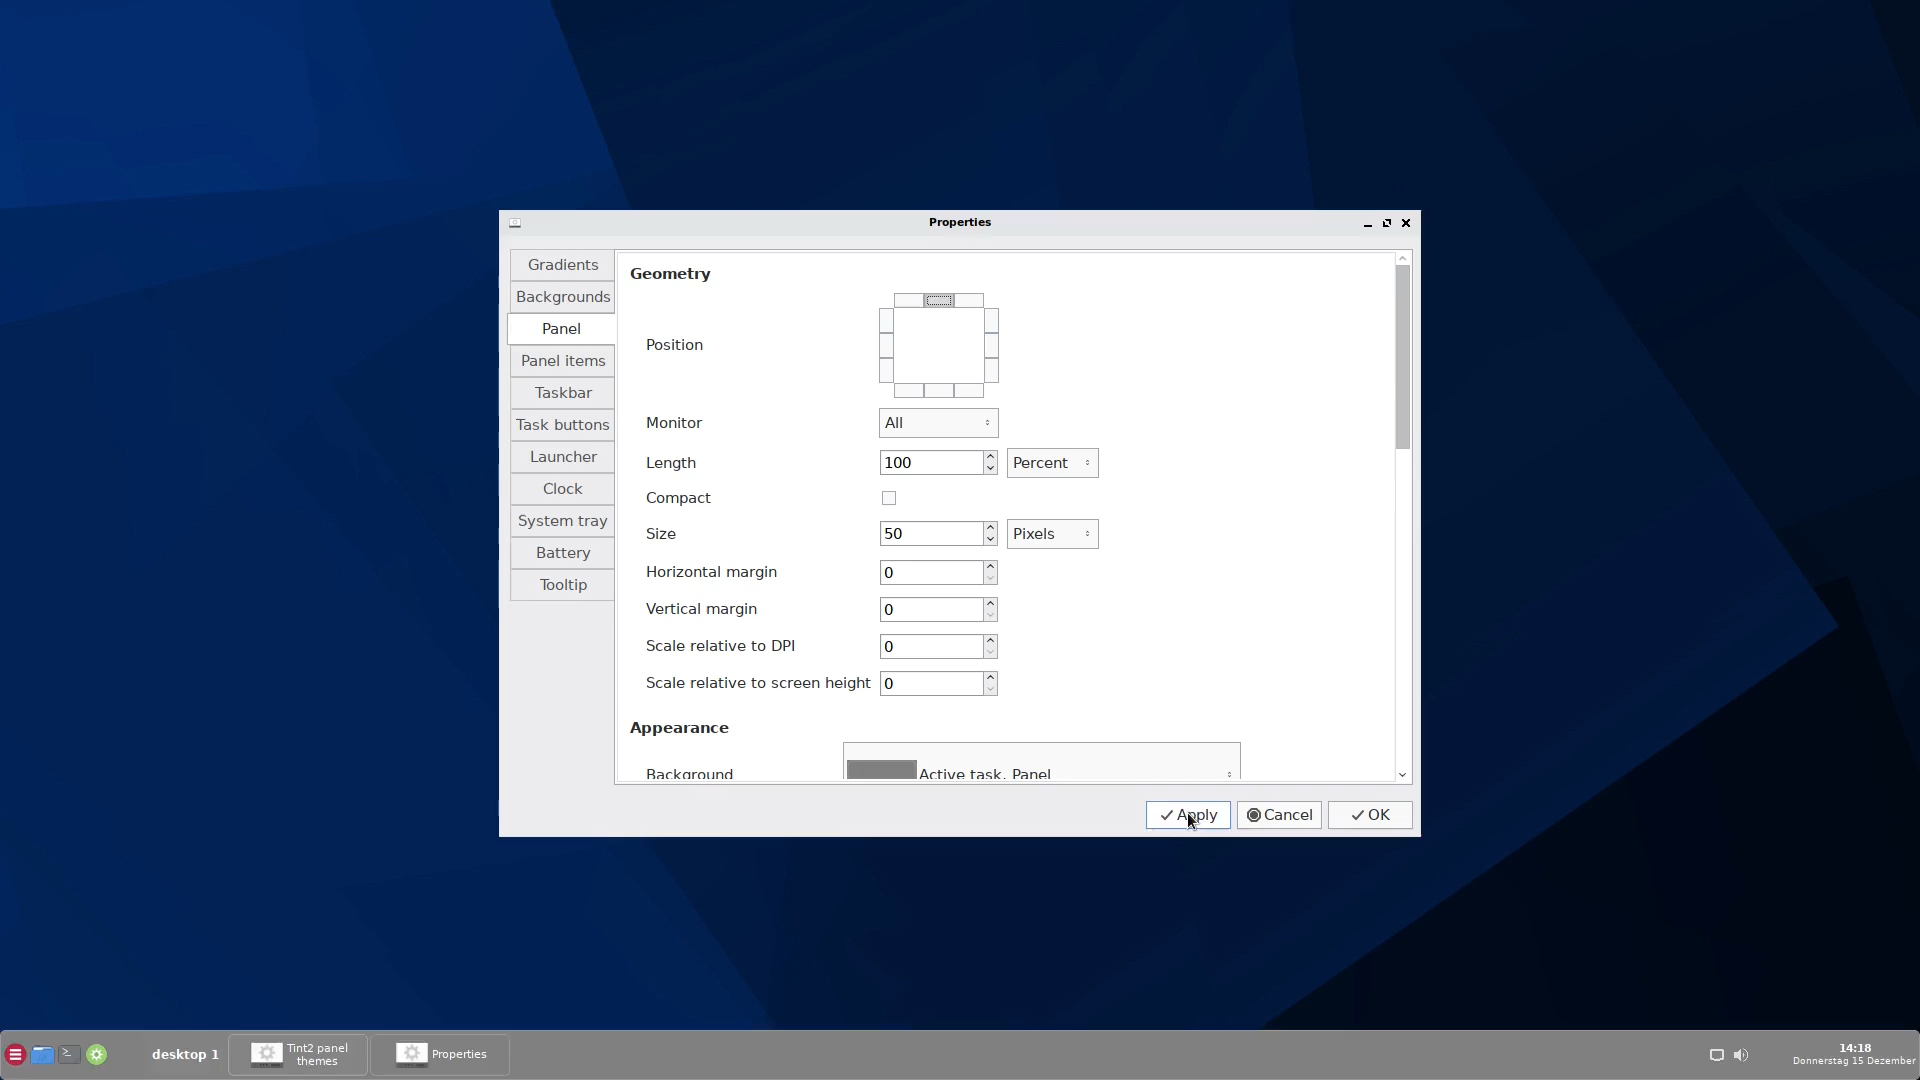 Properties
Gradients
Backgrounds
Panel
Panel items
Taskbar
Task buttons
Launcher
Clock
System tray
Battery
Tooltip
Geometry
Position
Monitor All
Length 100 Percent
Compact
Size 50 Pixels
Horizontal margin 0
Vertical margin 0
Scale relative to DPI 0
Scale relative to screen height 0
Appearance
Background Active task, Panel
Apply Cancel OK
desktop 1
Tint2 panel
themes
Properties
14:18
Donnerstag 15 Dezember